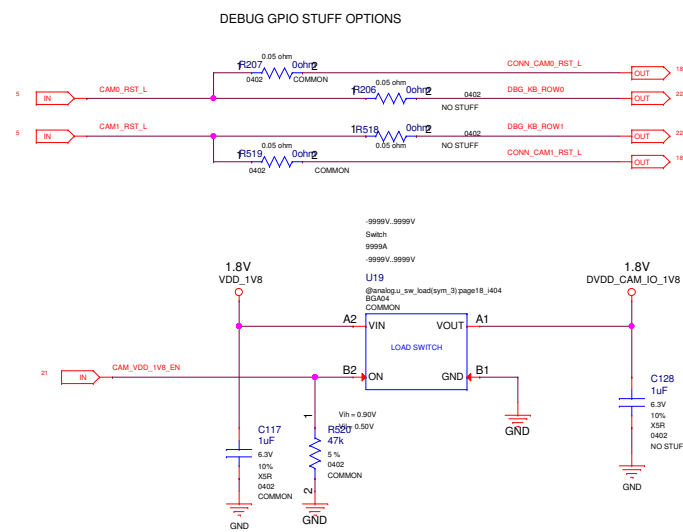 DEBUG GPIO STUFF OPTIONS
0.05 ohm
1 R207 0ohm 2 CONN_CAM0_RST_L OUT 18
0402 COMMON
0.05 ohm
5 IN CAM0_RST_L 1 R206 0ohm 2 0402 DBG_KB_ROW0 OUT 22
NO STUFF
5 IN CAM1_RST_L 1 R518 0ohm 2 0402 DBG_KB_ROW1 OUT 22
0.05 ohm NO STUFF
0.05 ohm
1 R519 0ohm 2 CONN_CAM1_RST_L OUT 18
0402 COMMON
-9999V..9999V
Switch
9999A
-9999V..9999V
U19
@analog.u_sw_load(sym_3):page18_i404
BGA04
COMMON
1.8V
VDD_1V8
1.8V
DVDD_CAM_IO_1V8
A2 VIN VOUT A1
LOAD SWITCH
21 IN CAM_VDD_1V8_EN B2 ON GND B1
GND
Vih = 0.90V
= 0.50V
C117
1uF
6.3V
10%
X5R
0402
COMMON
GND
1
R520
47k
5 %
0402
COMMON
2
GND
C128
1uF
6.3V
10%
X5R
0402
NO STUF
GND